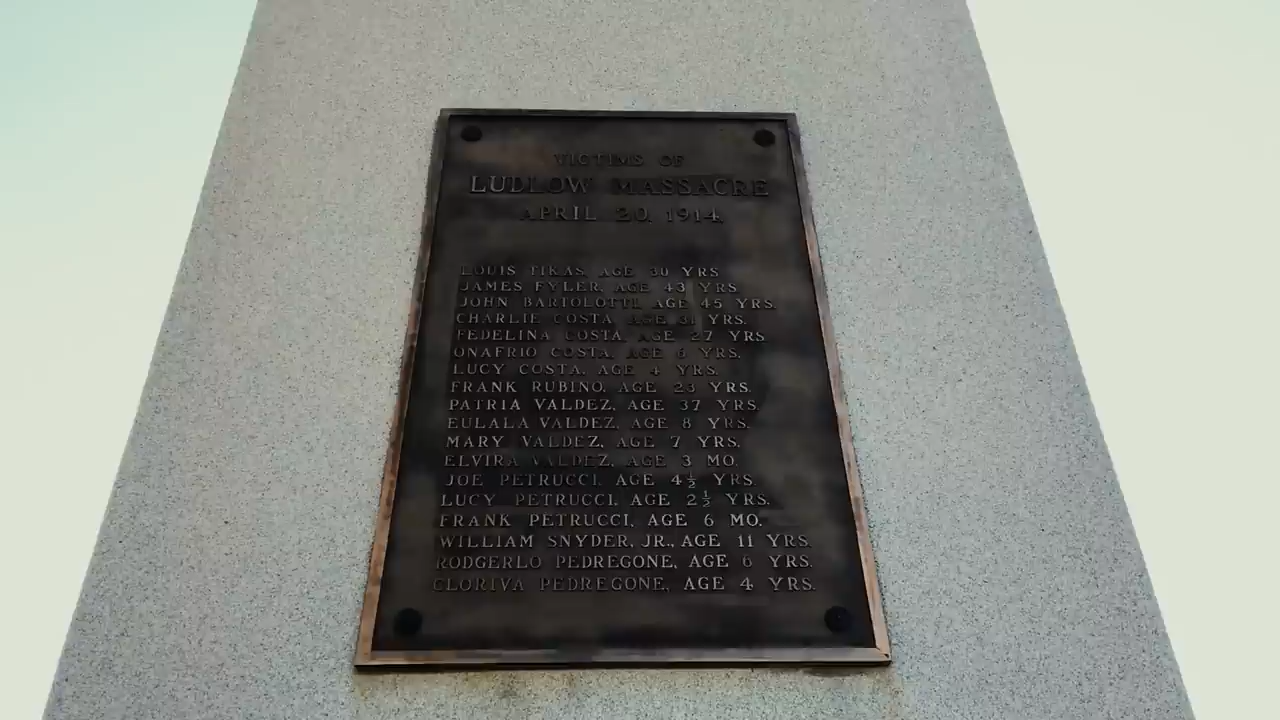 VICTIMS OF
LUDLOW MASSACRE
APRIL 20, 1914.
LOUIS TIKAS, AGE 30 YRS.
JAMES FYLER, AGE 43 YRS.
JOHN BARTOLOTTI, AGE 45 YRS.
CHARLIE COSTA, AGE 31 YRS.
FEDELINA COSTA, AGE 27 YRS.
ONAFRIO COSTA, AGE 6 YRS.
LUCY COSTA, AGE 4 YRS.
FRANK RUBINO, AGE 23 YRS.
PATRIA VALDEZ, AGE 37 YRS.
EULALA VALDEZ, AGE 8 YRS.
MARY VALDEZ, AGE 7 YRS.
ELVIRA VALDEZ, AGE 3 MO.
JOE PETRUCCI, AGE 4½ YRS.
LUCY PETRUCCI, AGE 2½ YRS.
FRANK PETRUCCI, AGE 6 MO.
WILLIAM SNYDER, JR., AGE 11 YRS.
RODGERLO PEDREGONE, AGE 6 YRS.
CLORIVA PEDREGONE, AGE 4 YRS.